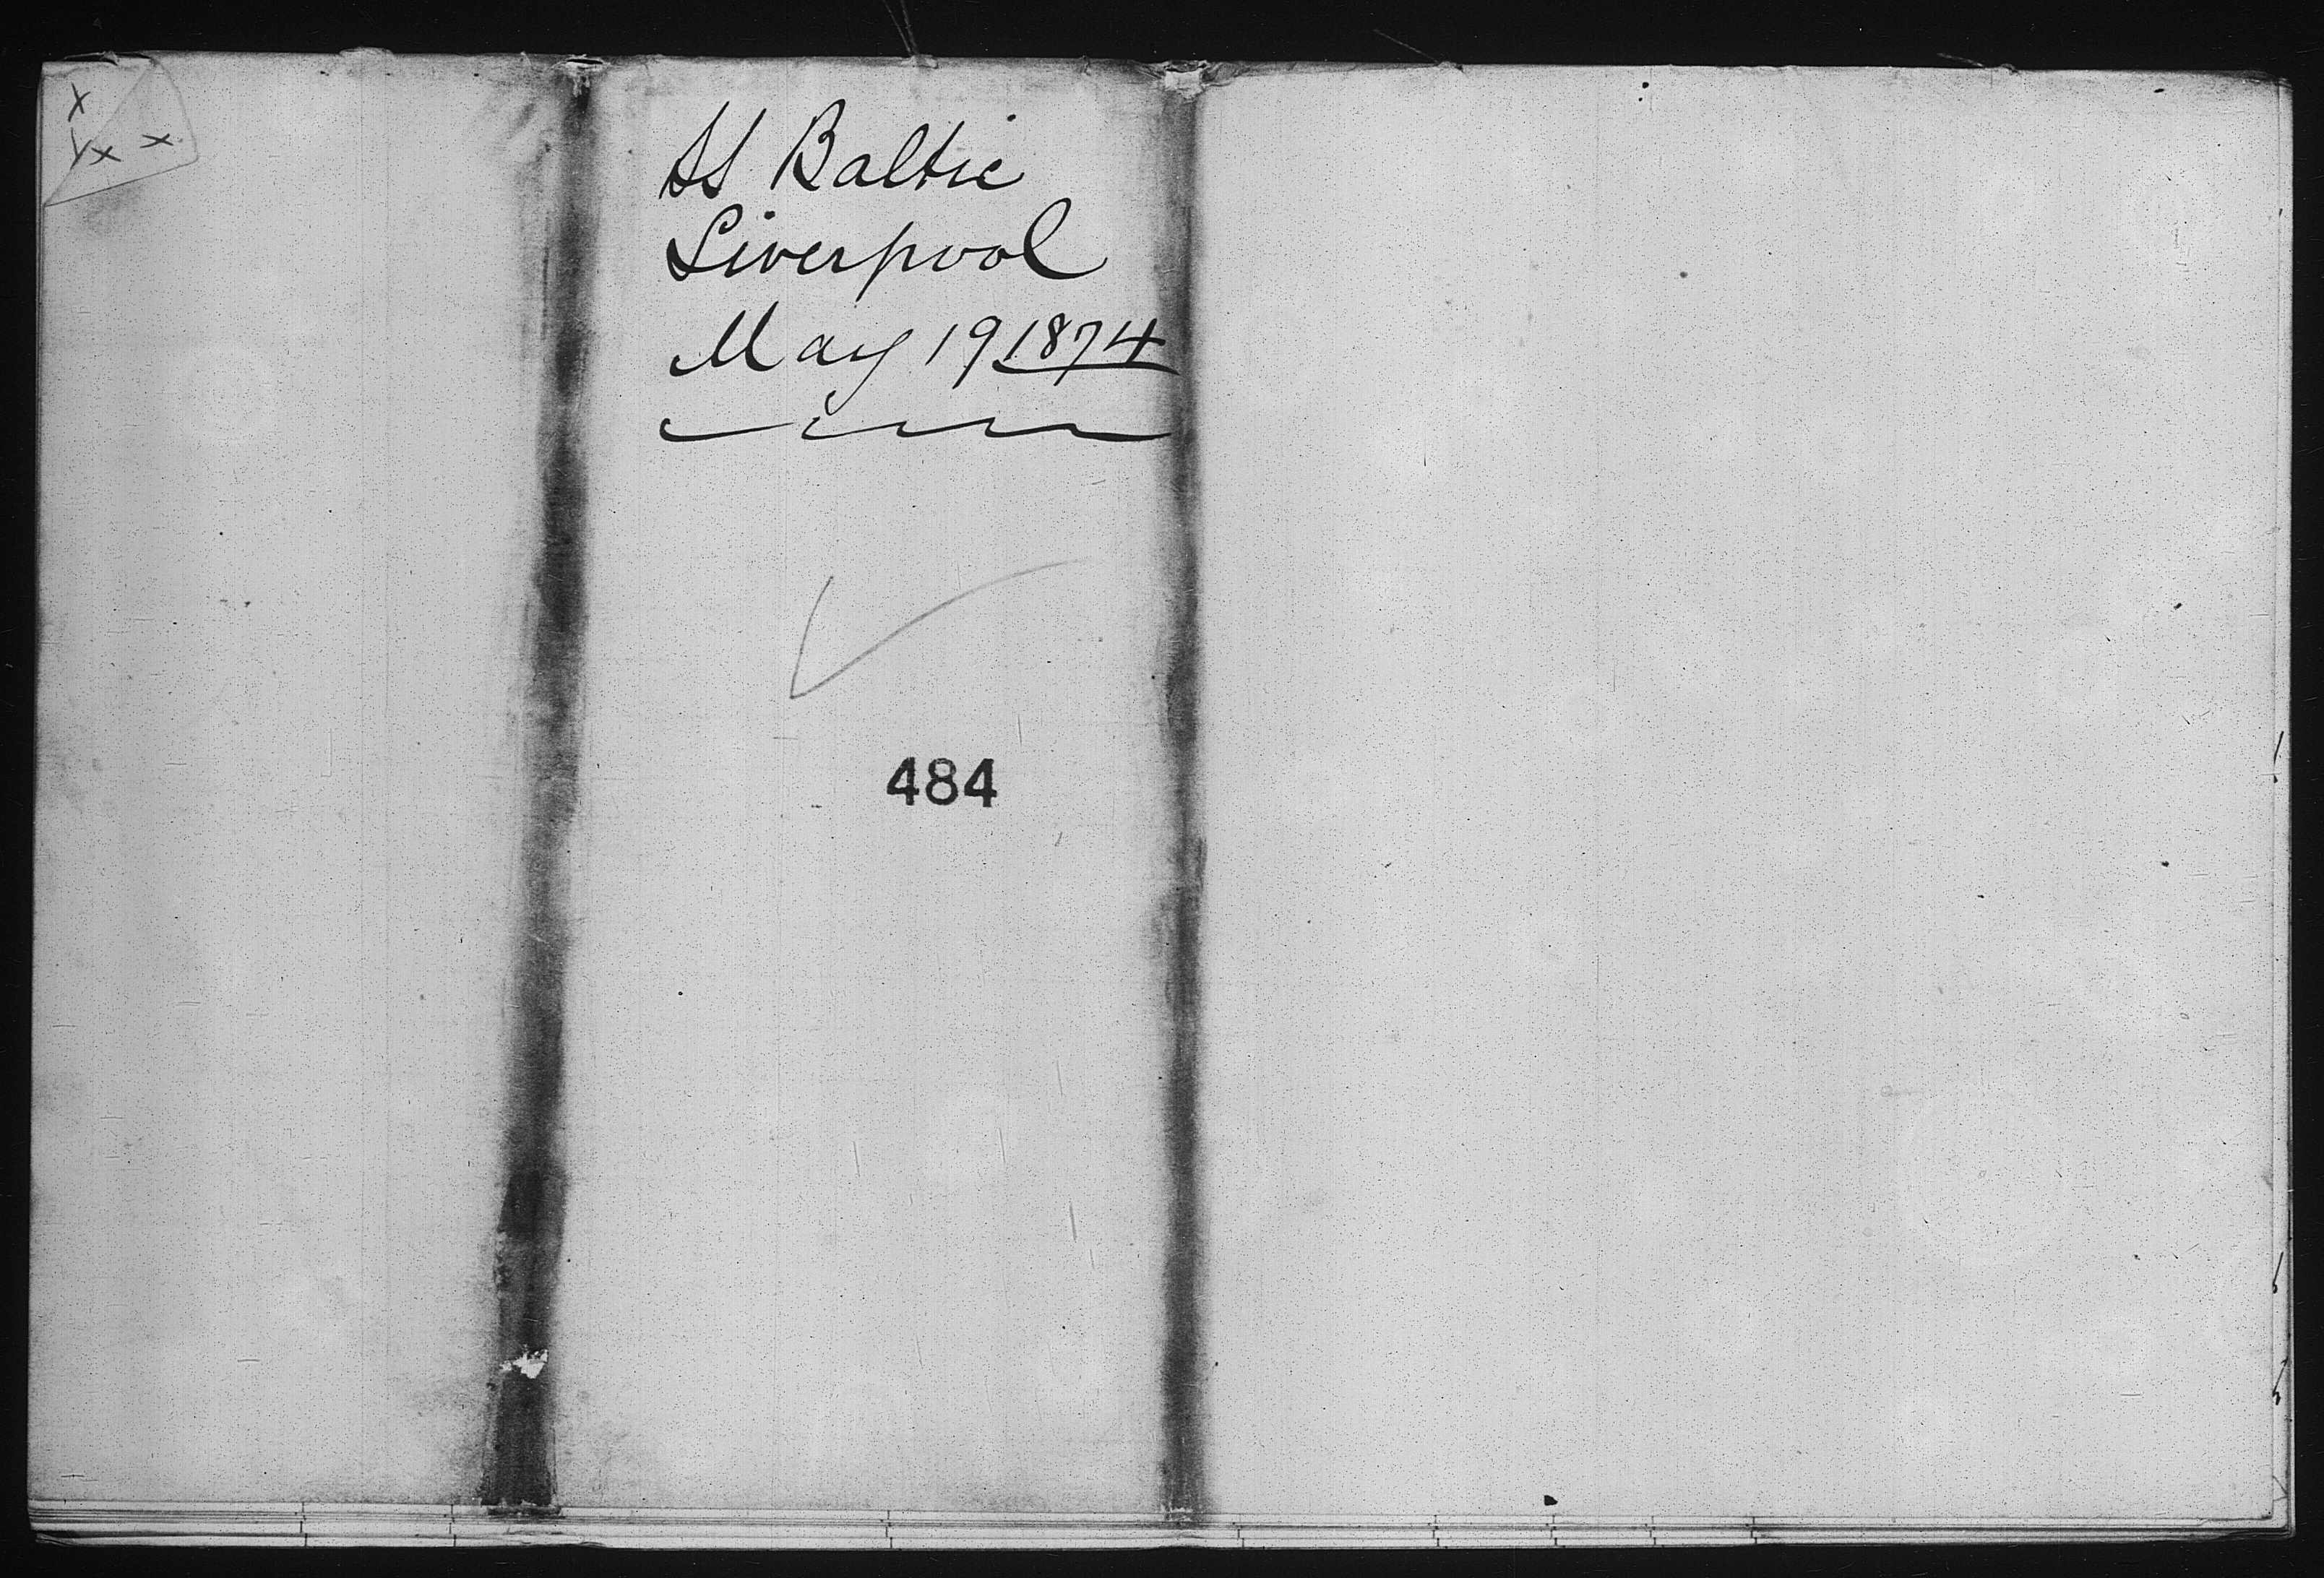 X
X X X
SS Baltic
Liverpool
May 19 1874
484